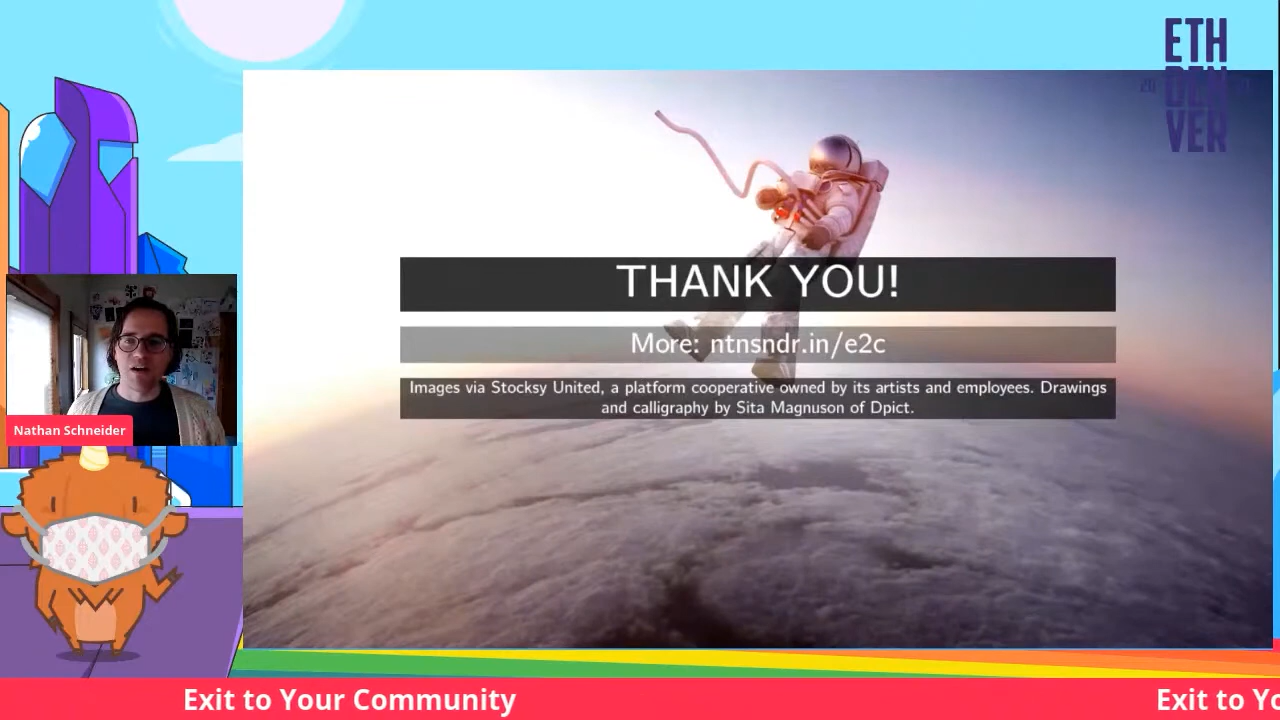 ETH
DEN
VER
20
THANK YOU!
More: ntnsndr.in/e2c
Images via Stocksy United, a platform cooperative owned by its artists and employees. Drawings
and calligraphy by Sita Magnuson of Dpict.
Nathan Schneider
Exit to Your Community
Exit to Yo